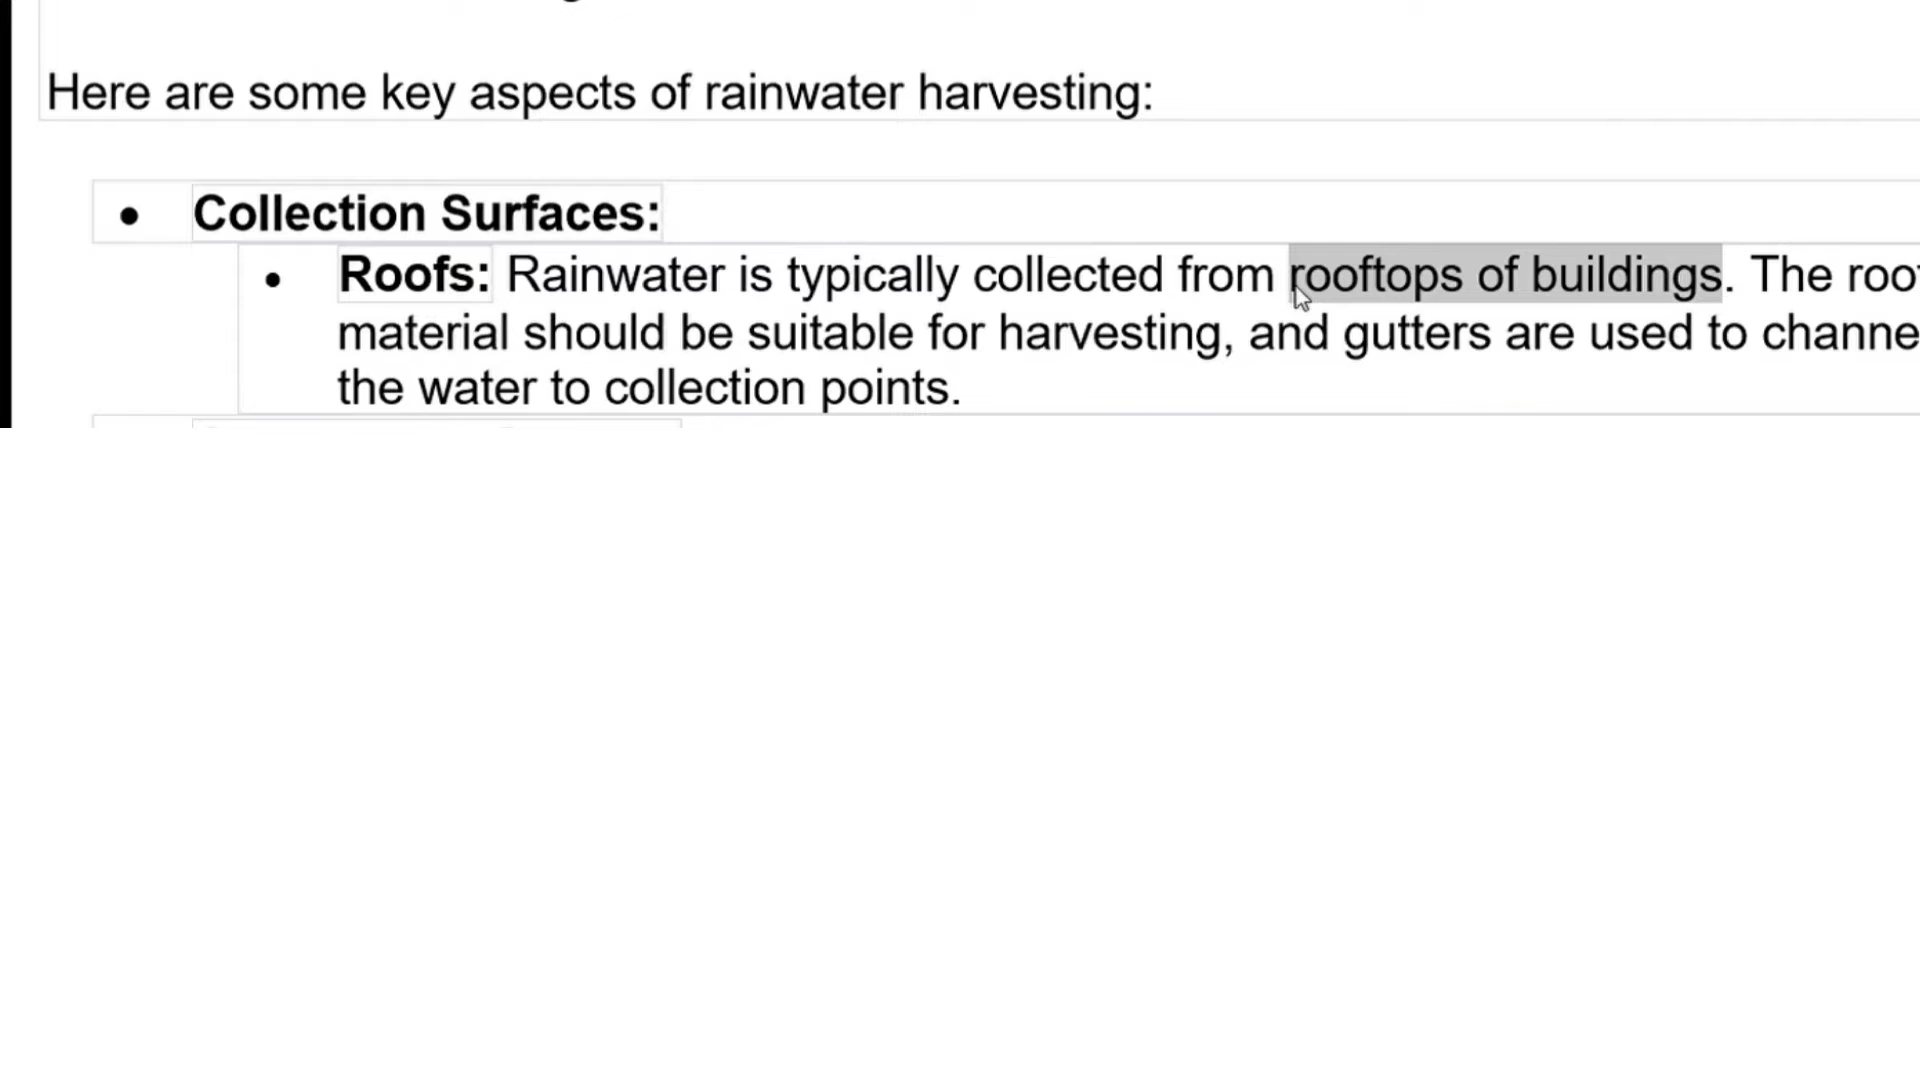 Here are some key aspects of rainwater harvesting:
• Collection Surfaces:
• Roofs: Rainwater is typically collected from rooftops of buildings. The roo
material should be suitable for harvesting, and gutters are used to channe
the water to collection points.